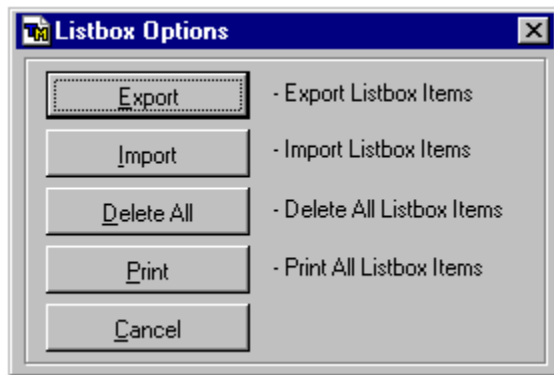 TM Listbox Options
Export - Export Listbox Items
Import - Import Listbox Items
Delete All - Delete All Listbox Items
Print - Print All Listbox Items
Cancel